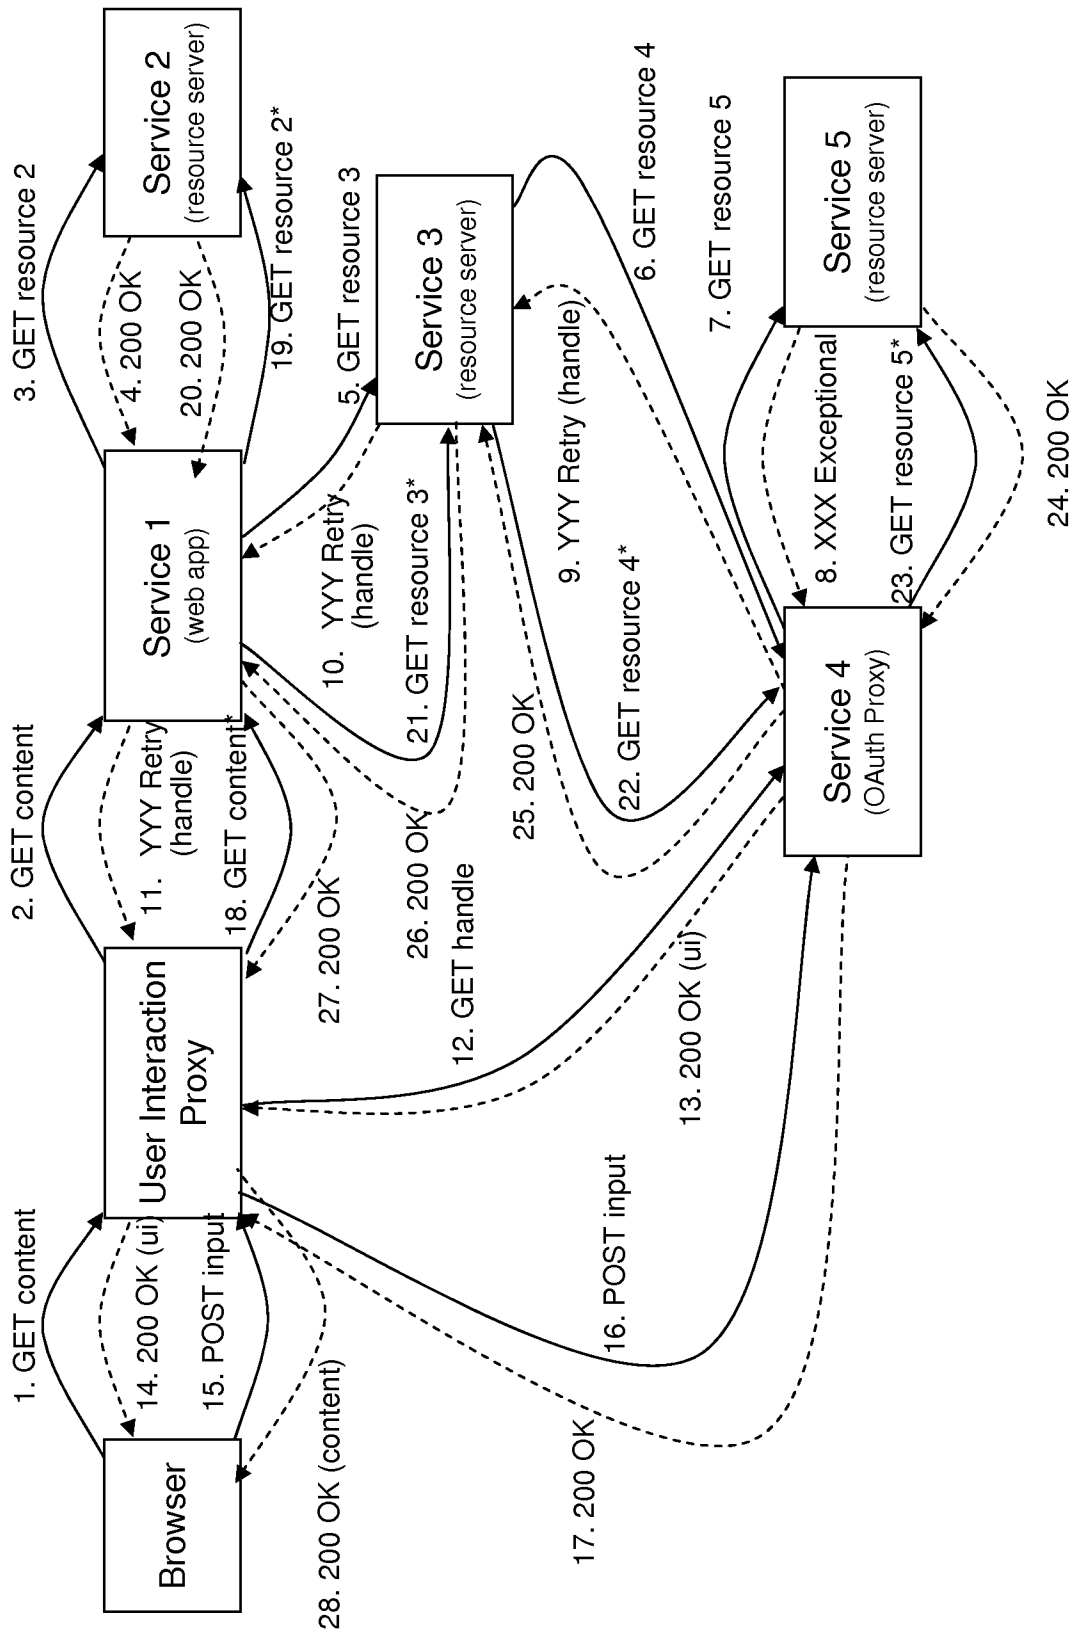 1. GET content
2. GET content
3. GET resource 2
Browser
14. 200 OK (ui)
15. POST input
28. 200 OK (content)
User Interaction
Proxy
11. YYY Retry
(handle)
18. GET content*
27. 200 OK
Service 1
(web app)
4. 200 OK
20. 200 OK
19. GET resource 2*
Service 2
(resource server)
10. YYY Retry
(handle)
5. GET resource 3
21. GET resource 3*
26. 200 OK
12. GET handle
Service 3
(resource server)
25. 200 OK
9. YYY Retry (handle)
22. GET resource 4*
6. GET resource 4
17. 200 OK
16. POST input
13. 200 OK (ui)
7. GET resource 5
Service 4
(OAuth Proxy)
8. XXX Exceptional
23. GET resource 5*
Service 5
(resource server)
24. 200 OK